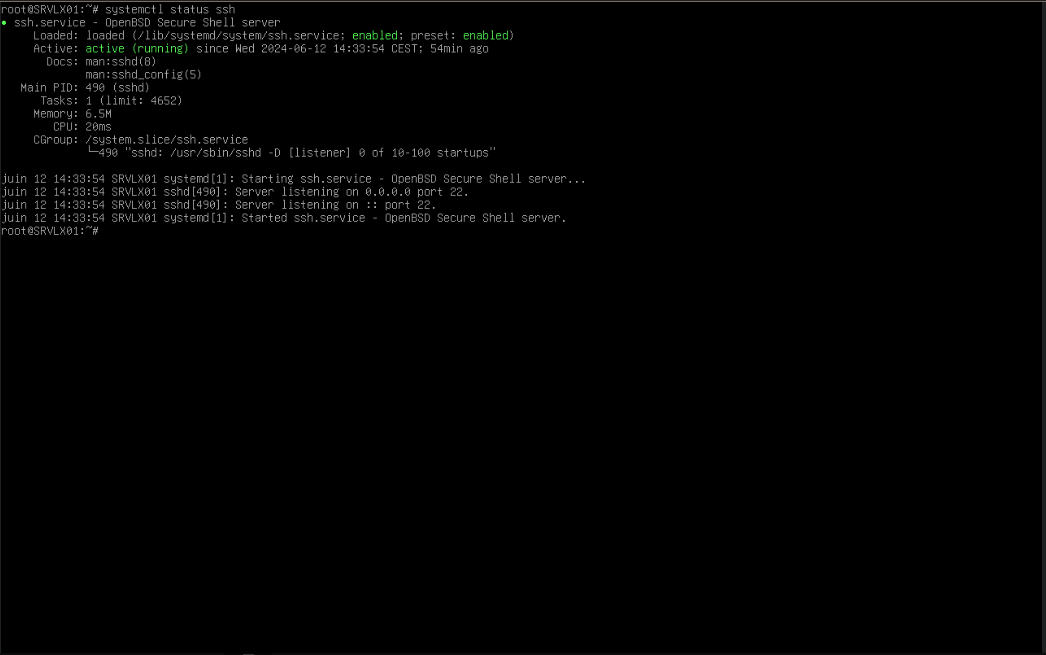 root@SRVLX01:~# systemctl status ssh
● ssh.service - OpenBSD Secure Shell server
     Loaded: loaded (/lib/systemd/system/ssh.service; enabled; preset: enabled)
     Active: active (running) since Wed 2024-06-12 14:33:54 CEST; 54min ago
       Docs: man:sshd(8)
             man:sshd_config(5)
   Main PID: 490 (sshd)
      Tasks: 1 (limit: 4652)
     Memory: 6.5M
        CPU: 20ms
     CGroup: /system.slice/ssh.service
             └─490 "sshd: /usr/sbin/sshd -D [listener] 0 of 10-100 startups"
juin 12 14:33:54 SRVLX01 systemd[1]: Starting ssh.service - OpenBSD Secure Shell server...
juin 12 14:33:54 SRVLX01 sshd[490]: Server listening on 0.0.0.0 port 22.
juin 12 14:33:54 SRVLX01 sshd[490]: Server listening on :: port 22.
juin 12 14:33:54 SRVLX01 systemd[1]: Started ssh.service - OpenBSD Secure Shell server.
root@SRVLX01:~#